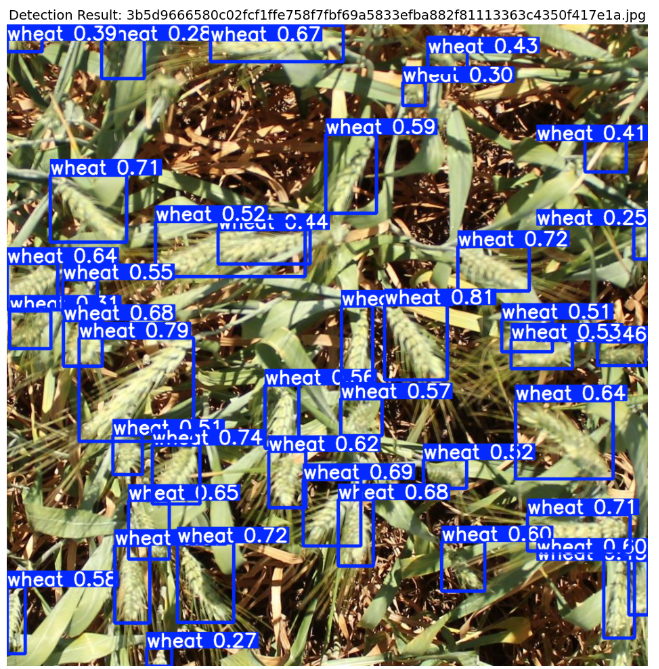 Detection Result: 3b5d9666580c02fcf1ffe758f7fbf69a5833efba882f81113363c4350f417e1a.jpg
wheat 0.39
0.28
wheat 0.67
wheat 0.43
wheat 0.30
wheat 0.59
wheat 0.41
wheat 0.71
wheat 0.52
0.44
wheat 0.25
wheat 0.72
wheat 0.64
wheat 0.55
wheat 0.31
wheat 0.68
wheat 0.81
wheat 0.51
wheat 0.79
wheat 0.53
46
wheat 0.56
wheat 0.57
wheat 0.64
wheat 0.51
wheat 0.74
wheat 0.62
wheat 0.52
wheat 0.69
0.65
0.68
wheat 0.71
wheat
wheat 0.72
wheat 0.60
wheat 0.60
wheat 0.58
wheat 0.27